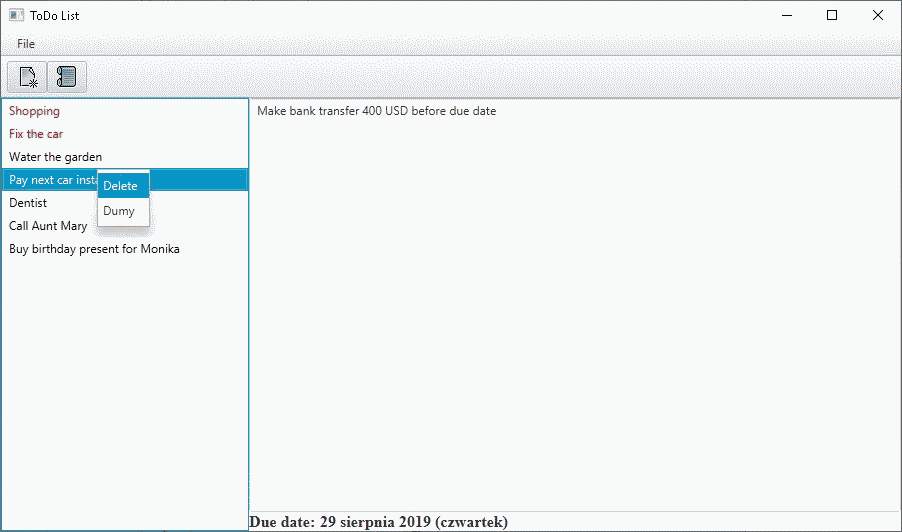 ToDo List
File
Shopping
Fix the car
Water the garden
Pay next car insta
Delete
Dumy
Dentist
Call Aunt Mary
Buy birthday present for Monika
Make bank transfer 400 USD before due date
Due date: 29 sierpnia 2019 (czwartek)